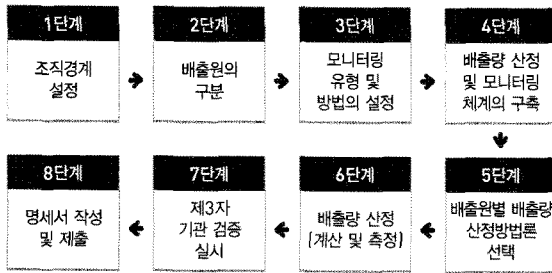 1단계
조직경계
설정
2단계
배출원의
구분
3단계
모니터링
유형 및
방법의 설정
4단계
배출량 산정
및 모니터링
체계의 구축
5단계
배출원별 배출량
산정방법론
선택
6단계
배출량 산정
(계산 및 측정)
7단계
제3자
기관 검증
실시
8단계
명세서 작성
및 제출